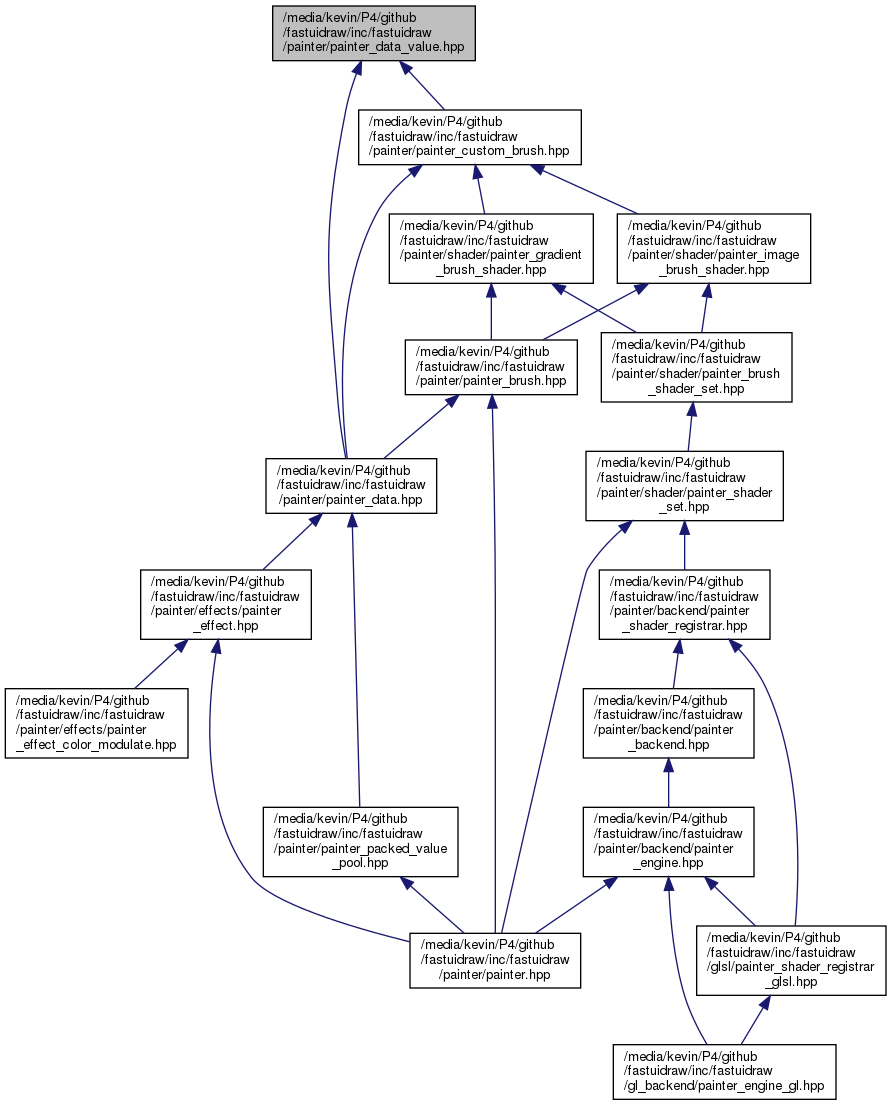 /media/kevin/P4/github
/fastuidraw/inc/fastuidraw
/painter/painter_data_value.hpp
/media/kevin/P4/github
/fastuidraw/inc/fastuidraw
/painter/painter_custom_brush.hpp
/media/kevin/P4/github
/fastuidraw/inc/fastuidraw
/painter/shader/painter_gradient
_brush_shader.hpp
/media/kevin/P4/github
/fastuidraw/inc/fastuidraw
/painter/shader/painter_image
_brush_shader.hpp
/media/kevin/P4/github
/fastuidraw/inc/fastuidraw
/painter/painter_brush.hpp
/media/kevin/P4/github
/fastuidraw/inc/fastuidraw
/painter/shader/painter_brush
_shader_set.hpp
/media/kevin/P4/github
/fastuidraw/inc/fastuidraw
/painter/painter_data.hpp
/media/kevin/P4/github
/fastuidraw/inc/fastuidraw
/painter/shader/painter_shader
_set.hpp
/media/kevin/P4/github
/fastuidraw/inc/fastuidraw
/painter/effects/painter
_effect.hpp
/media/kevin/P4/github
/fastuidraw/inc/fastuidraw
/painter/backend/painter
_shader_registrar.hpp
/media/kevin/P4/github
/fastuidraw/inc/fastuidraw
/painter/effects/painter
_effect_color_modulate.hpp
/media/kevin/P4/github
/fastuidraw/inc/fastuidraw
/painter/backend/painter
_backend.hpp
/media/kevin/P4/github
/fastuidraw/inc/fastuidraw
/painter/painter_packed_value
_pool.hpp
/media/kevin/P4/github
/fastuidraw/inc/fastuidraw
/painter/backend/painter
_engine.hpp
/media/kevin/P4/github
/fastuidraw/inc/fastuidraw
/painter/painter.hpp
/media/kevin/P4/github
/fastuidraw/inc/fastuidraw
/glsl/painter_shader_registrar
_glsl.hpp
/media/kevin/P4/github
/fastuidraw/inc/fastuidraw
/gl_backend/painter_engine_gl.hpp